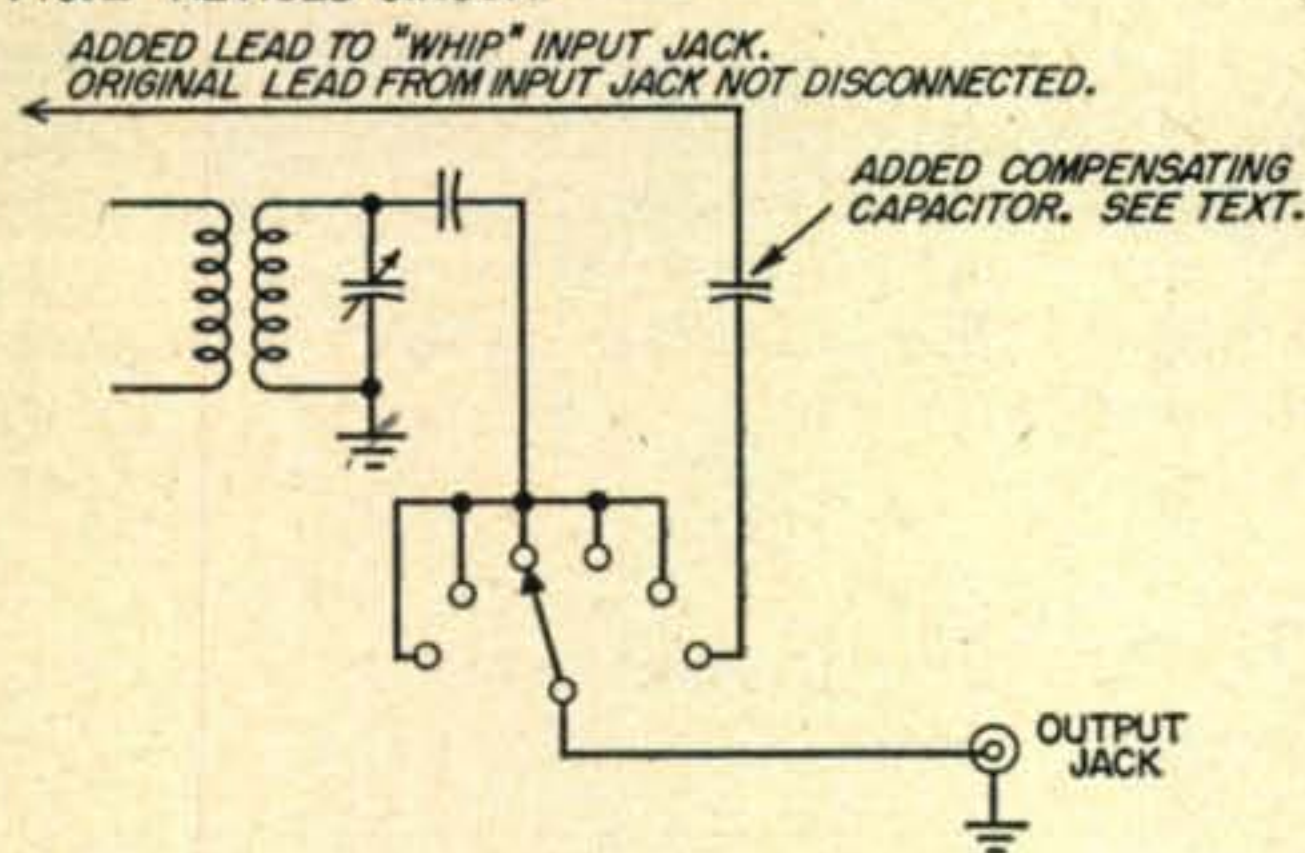 ADDED LEAD TO "WHIP" INPUT JACK.
ORIGINAL LEAD FROM INPUT JACK NOT DISCONNECTED.
ADDED COMPENSATING
CAPACITOR. SEE TEXT.
OUTPUT
JACK